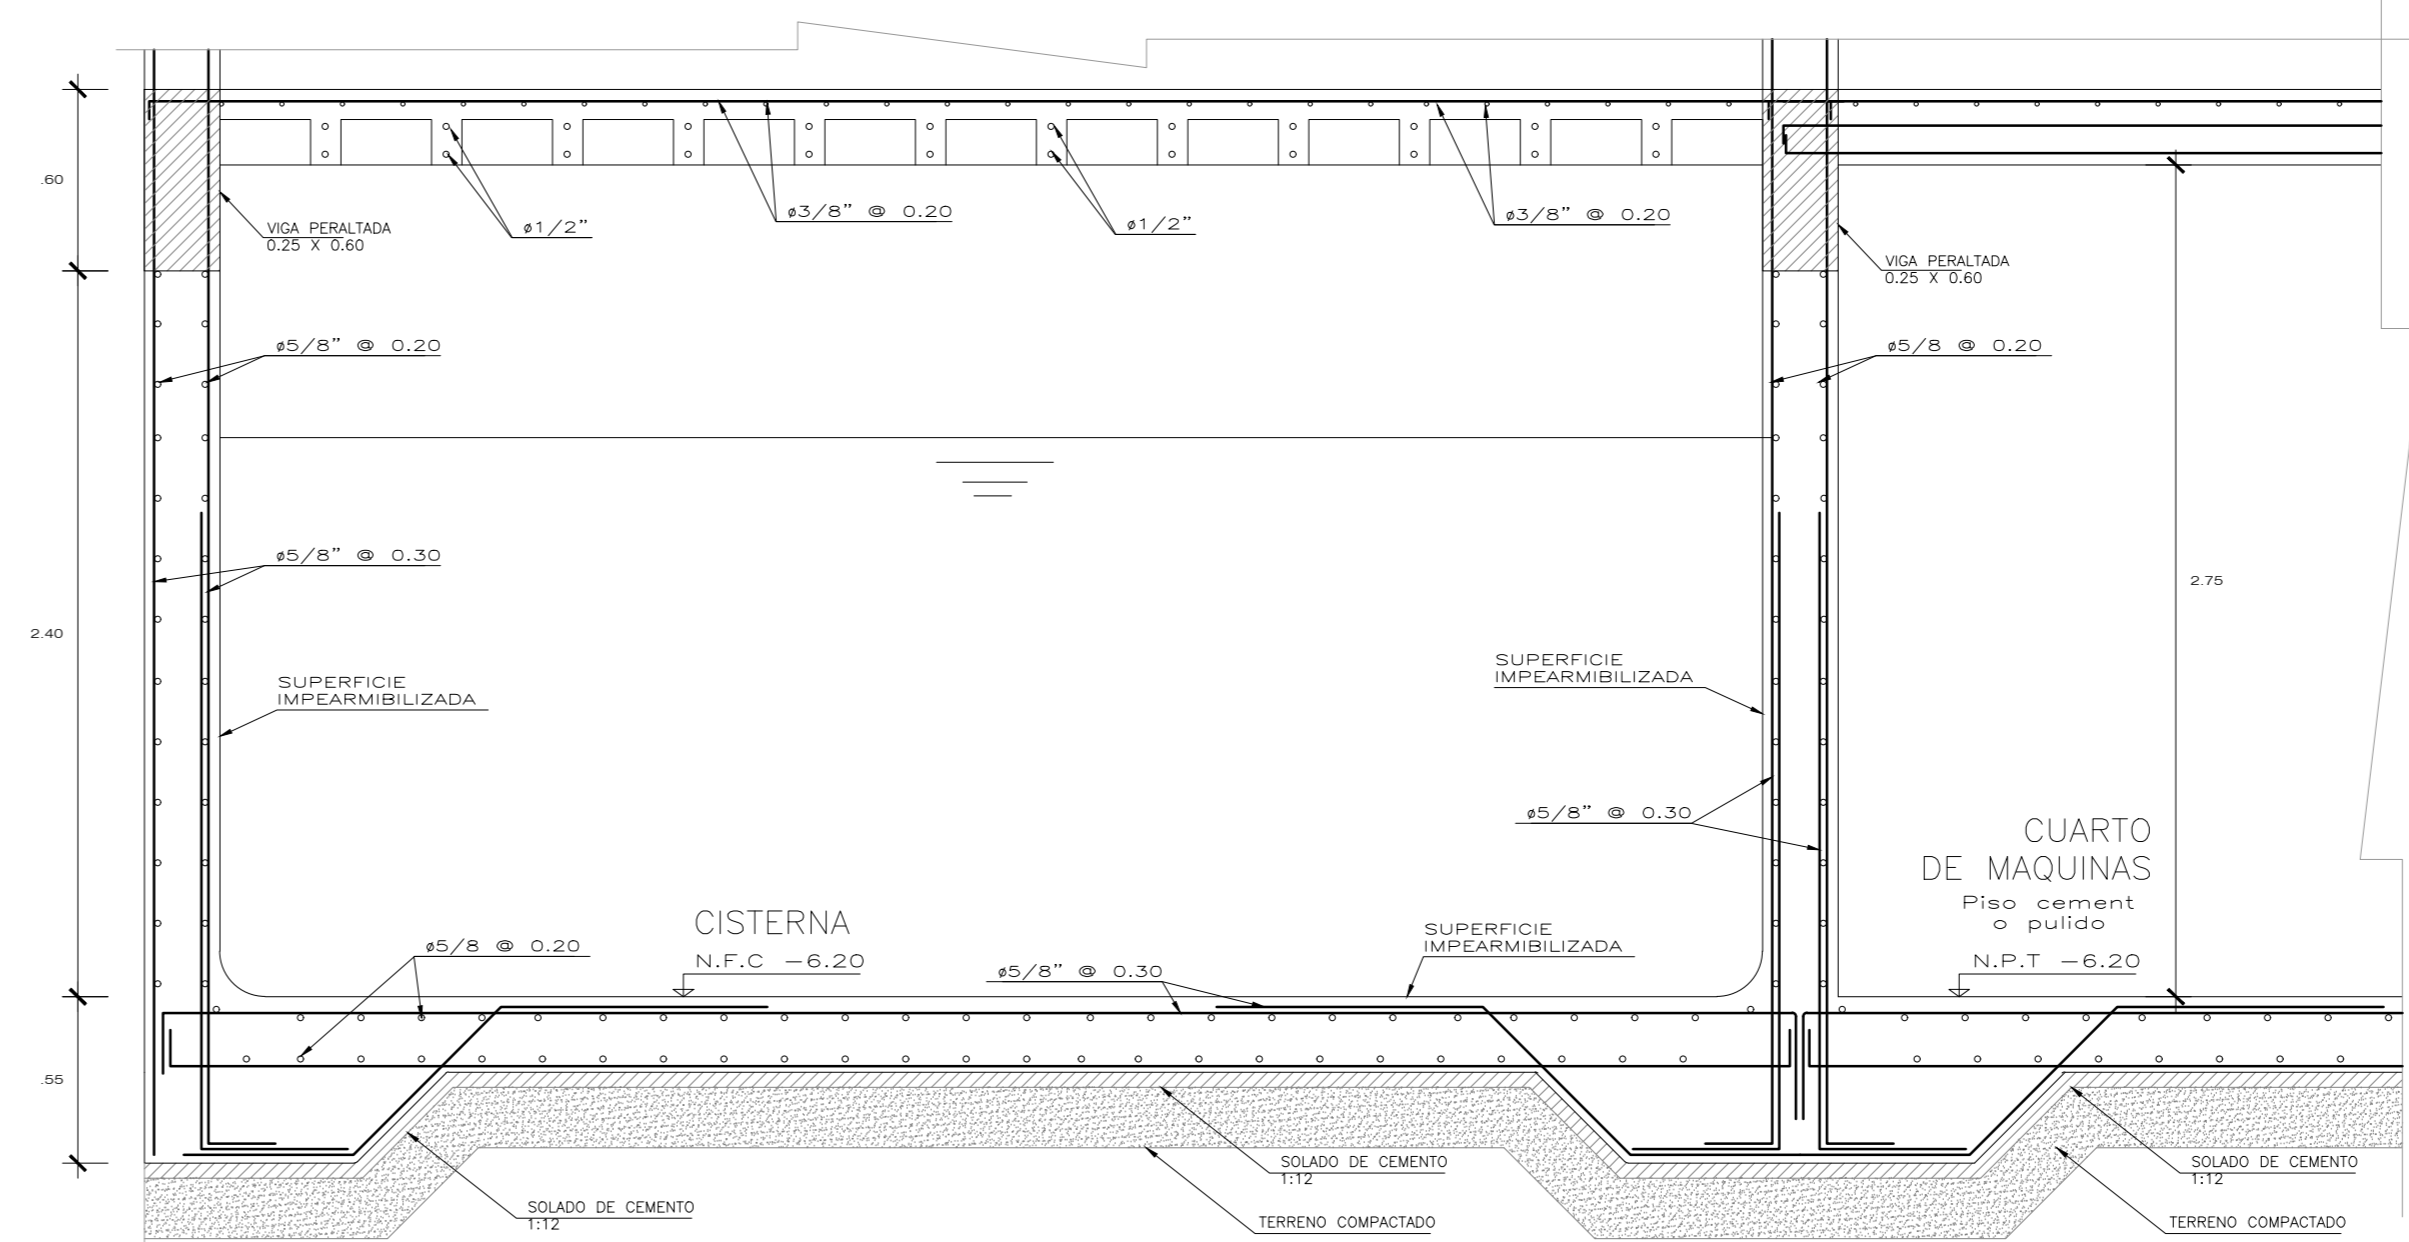 .60
VIGA PERALTADA
0.25 X 0.60
ø1/2”
ø3/8” @ 0.20
ø1/2”
ø3/8” @ 0.20
VIGA PERALTADA
0.25 X 0.60
ø5/8” @ 0.20
ø5/8 @ 0.20
ø5/8” @ 0.30
2.75
2.40
SUPERFICIE
IMPEARMIBILIZADA
SUPERFICIE
IMPEARMIBILIZADA
ø5/8” @ 0.30
CUARTO
DE MAQUINAS
Piso cement
o pulido
N.P.T −6.20
CISTERNA
N.F.C −6.20
ø5/8 @ 0.20
ø5/8” @ 0.30
SUPERFICIE
IMPEARMIBILIZADA
.55
SOLADO DE CEMENTO
1:12
SOLADO DE CEMENTO
1:12
SOLADO DE CEMENTO
1:12
TERRENO COMPACTADO
TERRENO COMPACTADO